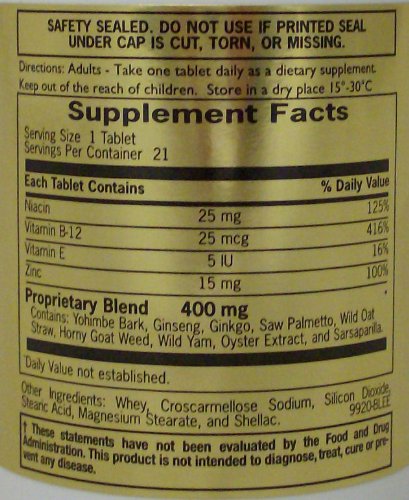 SAFETY SEALED. DO NOT USE IF PRINTED SEAL
UNDER CAP IS CUT, TORN, OR MISSING.
Directions: Adults - Take one tablet daily as a dietary supplement.
Keep out of the reach of children. Store in a dry place 15°-30°C
Supplement Facts
Serving Size 1 Tablet
Servings Per Container 21
Each Tablet Contains % Daily Value
Niacin 25 mg 125%
Vitamin B-12 25 mcg 416%
Vitamin E 5 IU 16%
Zinc 15 mg 100%
Proprietary Blend 400 mg
Contains: Yohimbe Bark, Ginseng, Ginkgo, Saw Palmetto, Wild Oat
Straw, Horny Goat Weed, Wild Yam, Oyster Extract, and Sarsaparilla.
Daily Value not established.
Other Ingredients: Whey, Croscarmellose Sodium, Silicon Dioxide,
Stearic Acid, Magnesium Stearate, and Shellac. 9920-BLEE
† These statements have not been evaluated by the Food and Drug
Administration. This product is not intended to diagnose, treat, cure or pre-
vent any disease.